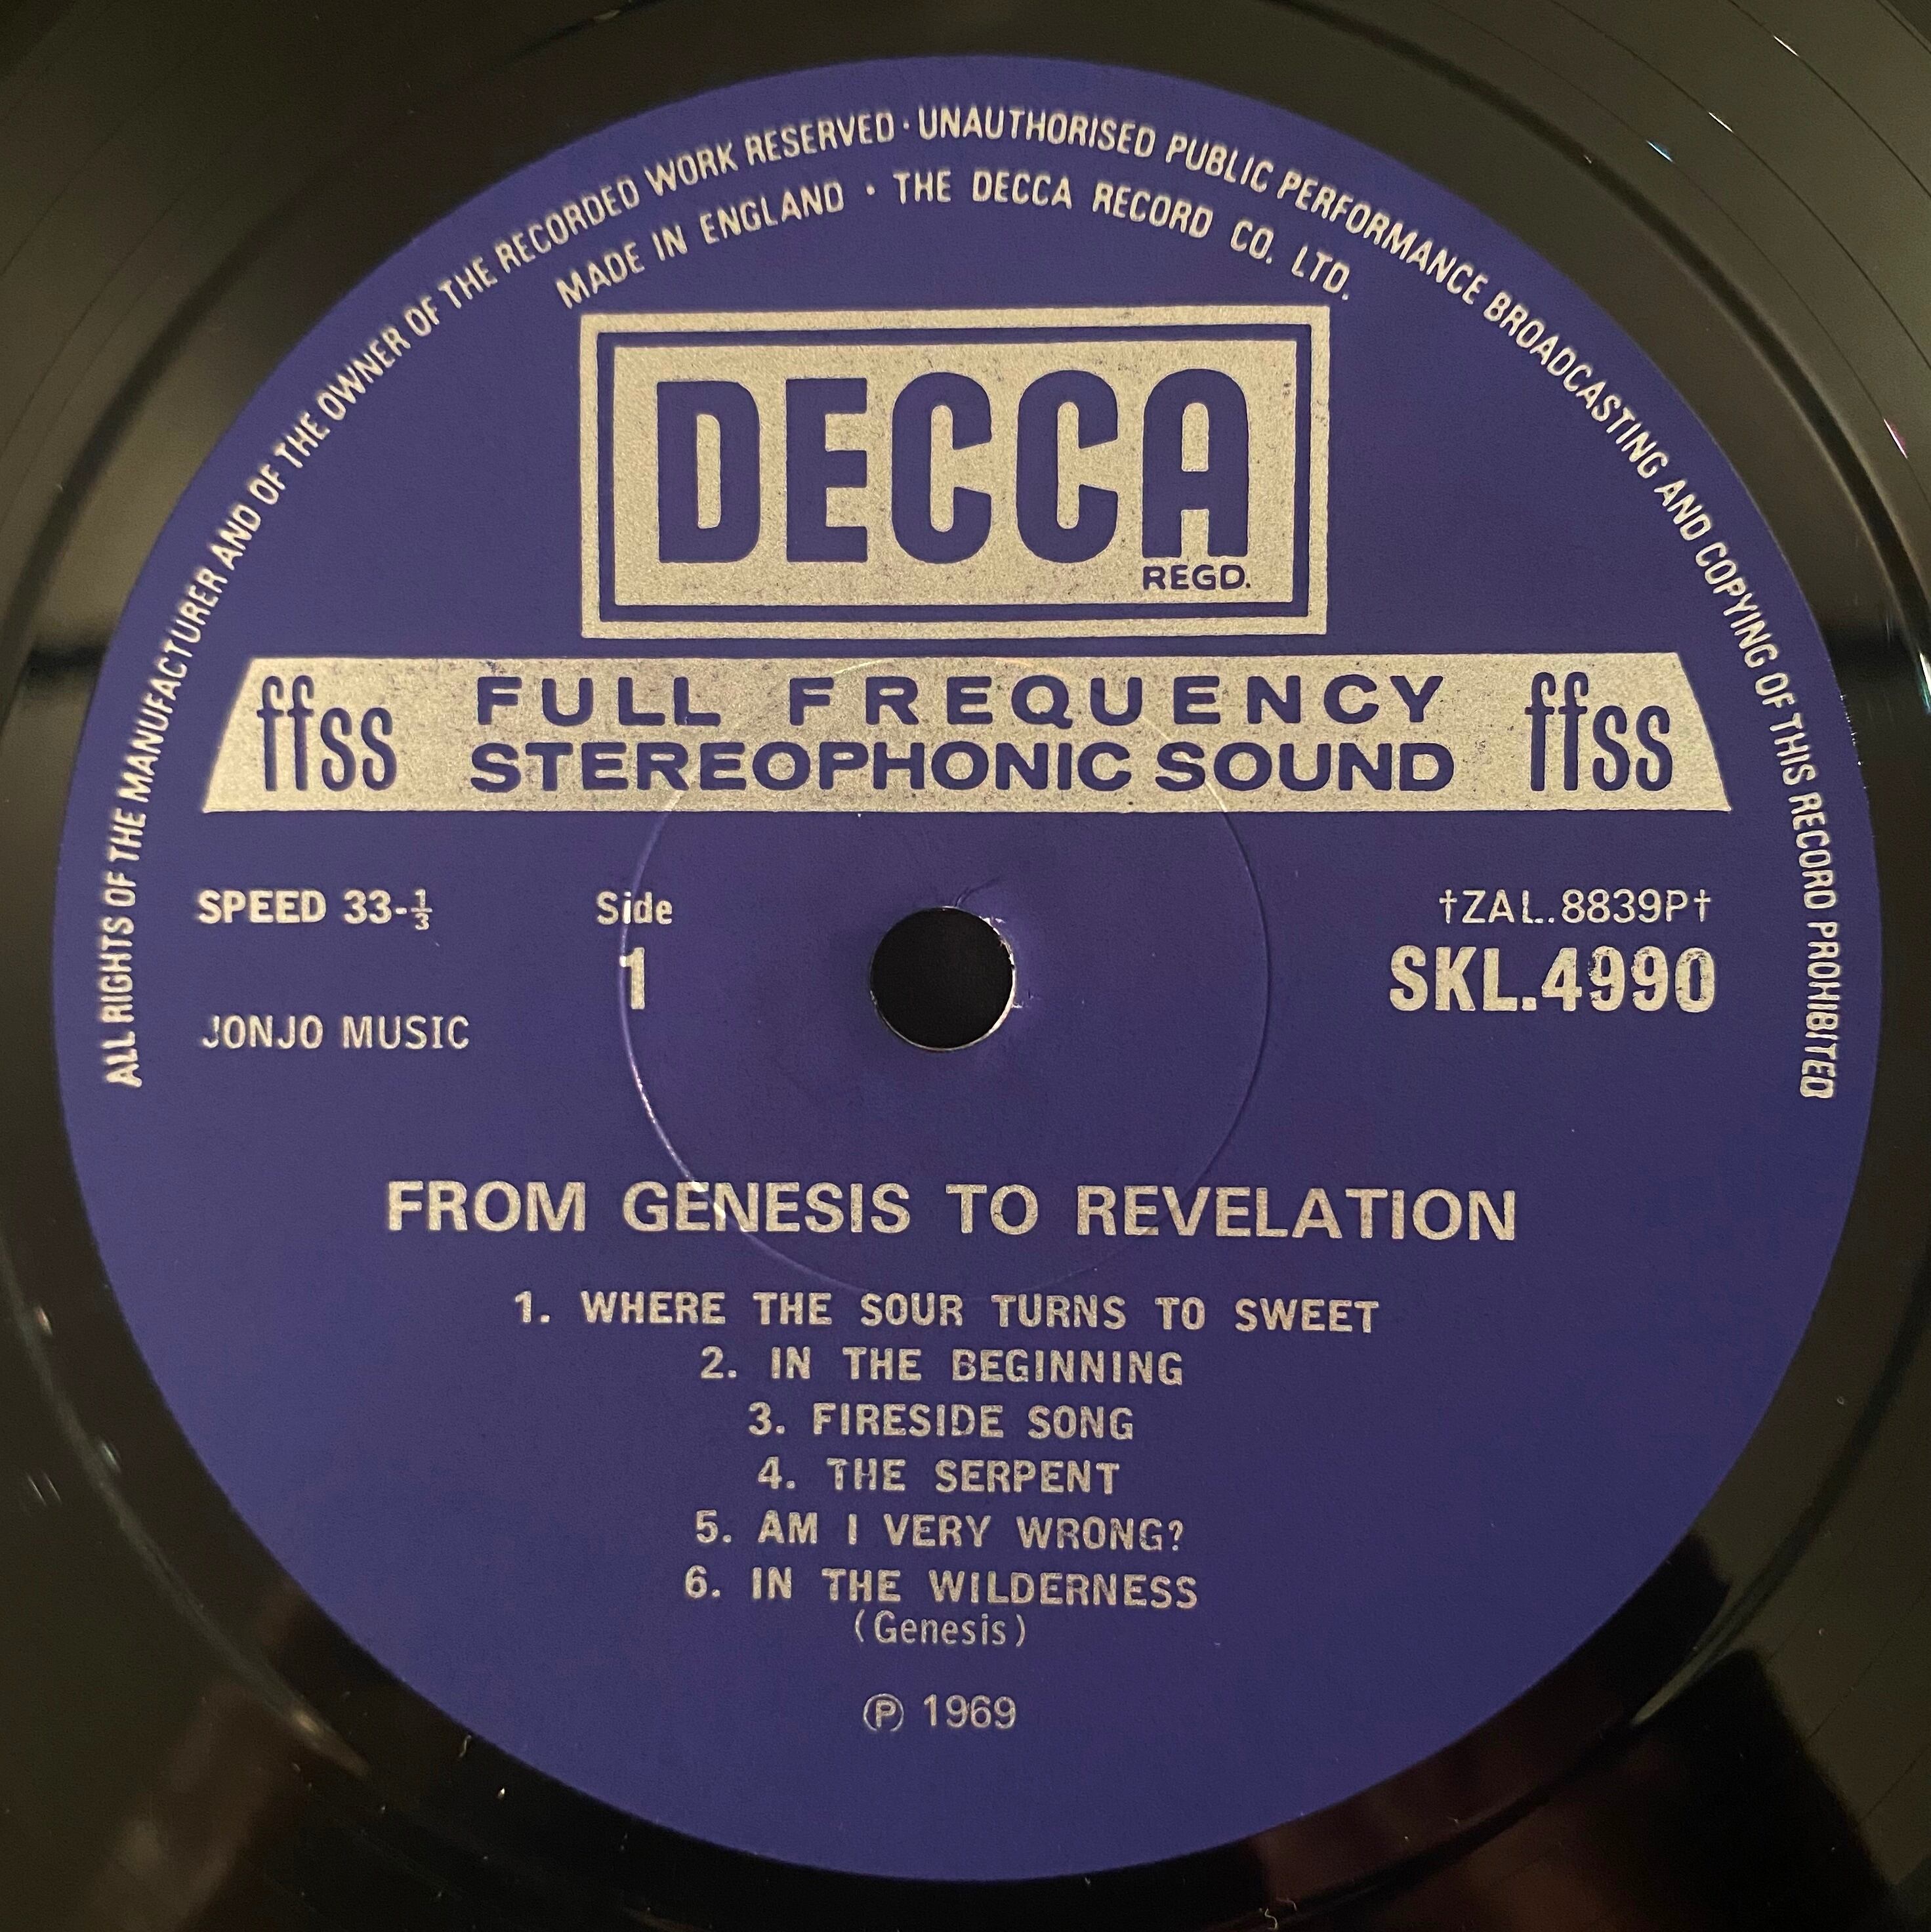 ALL RIGHTS OF THE MANUFACTURER AND OF THE OWNER OF THE RECORDED WORK RESERVED · UNAUTHORISED PUBLIC PERFORMANCE BROADCASTING AND COPYING OF THIS RECORD PROHIBITED
MADE IN ENGLAND · THE DECCA RECORD CO. LTD.
DECCA
REGD.
ffss FULL FREQUENCY STEREOPHONIC SOUND ffss
SPEED 33-⅓ Side †ZAL.8839P†
1 SKL.4990
JONJO MUSIC
FROM GENESIS TO REVELATION
1. WHERE THE SOUR TURNS TO SWEET
2. IN THE BEGINNING
3. FIRESIDE SONG
4. THE SERPENT
5. AM I VERY WRONG?
6. IN THE WILDERNESS
(Genesis)
℗ 1969